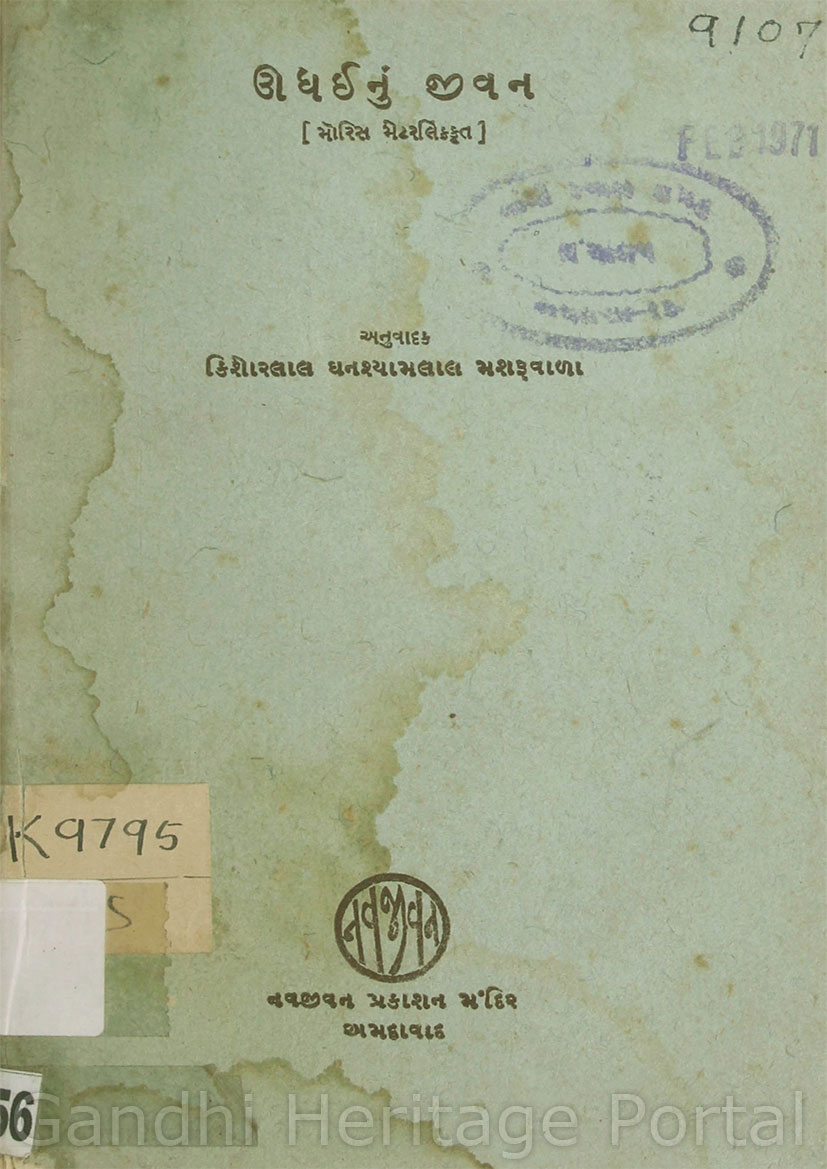 9107
ઊધઈનું જીવન
[ મોરિસ મેટરલિંકકૃત ]
FEB 1971
અનુવાદક
કિશોરલાલ ઘનશ્યામલાલ મશરૂવાળા
K9795
5
નવજીવન
નવજીવન પ્રકાશન મંદિર
અમદાવાદ
56
Gandhi Heritage Portal